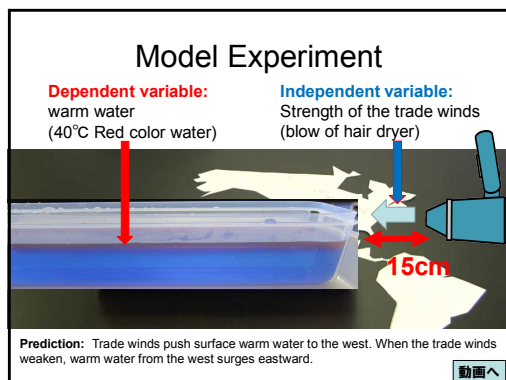 Model Experiment
Dependent variable:
warm water
(40℃ Red color water)
Independent variable:
Strength of the trade winds
(blow of hair dryer)
15cm
Prediction: Trade winds push surface warm water to the west. When the trade winds
weaken, warm water from the west surges eastward.
動画へ